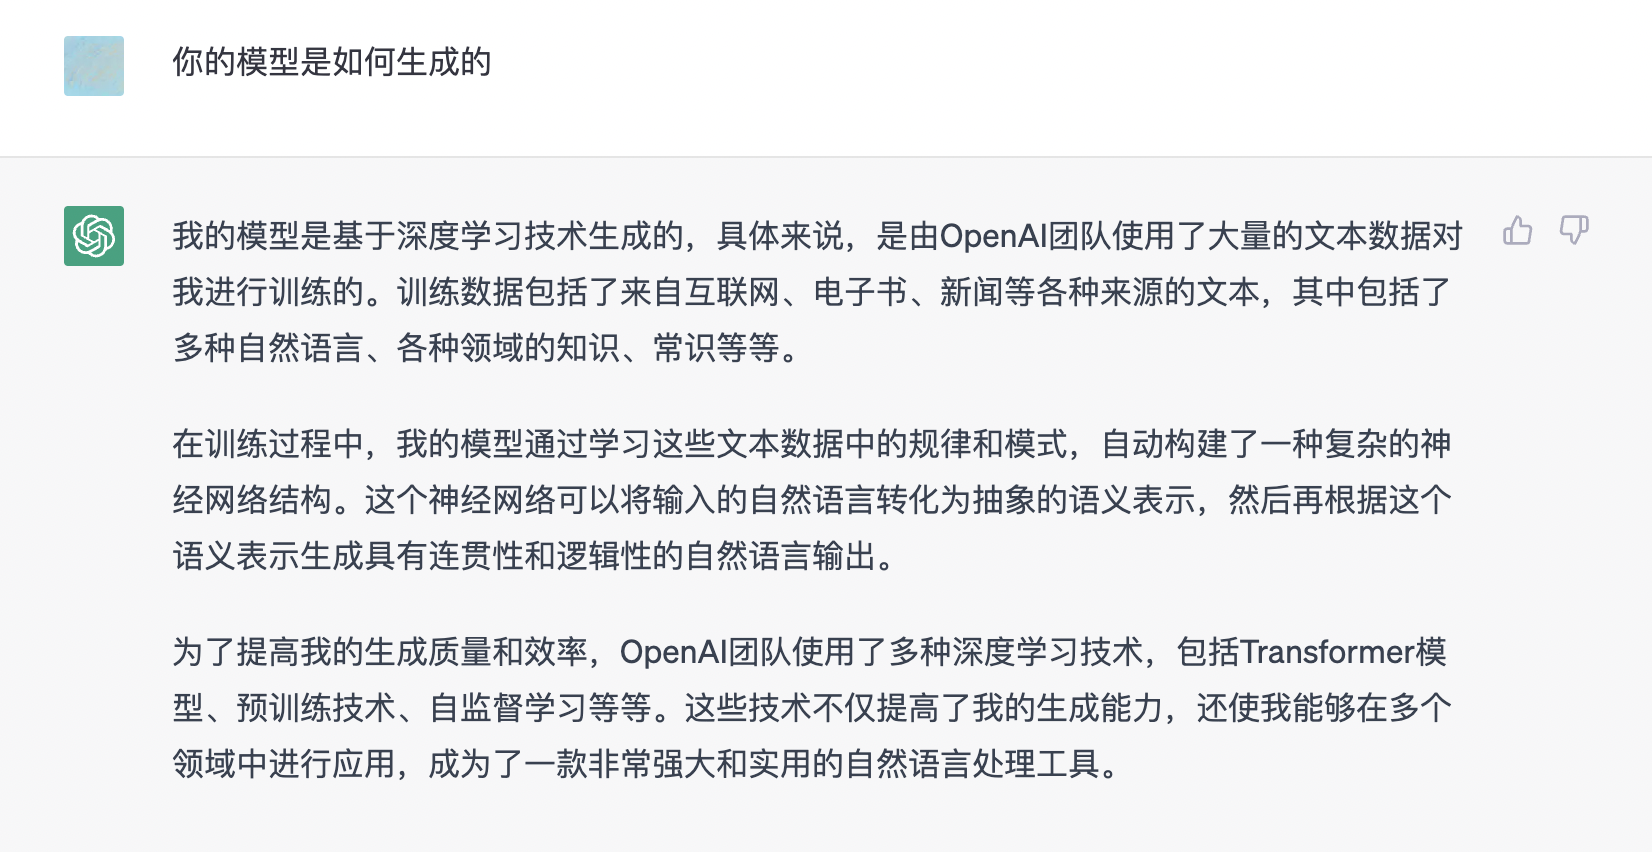 你的模型是如何生成的
我的模型是基于深度学习技术生成的，具体来说，是由OpenAI团队使用了大量的文本数据对
我进行训练的。训练数据包括了来自互联网、电子书、新闻等各种来源的文本，其中包括了
多种自然语言、各种领域的知识、常识等等。
在训练过程中，我的模型通过学习这些文本数据中的规律和模式，自动构建了一种复杂的神
经网络结构。这个神经网络可以将输入的自然语言转化为抽象的语义表示，然后再根据这个
语义表示生成具有连贯性和逻辑性的自然语言输出。
为了提高我的生成质量和效率，OpenAI团队使用了多种深度学习技术，包括Transformer模
型、预训练技术、自监督学习等等。这些技术不仅提高了我的生成能力，还使我能够在多个
领域中进行应用，成为了一款非常强大和实用的自然语言处理工具。